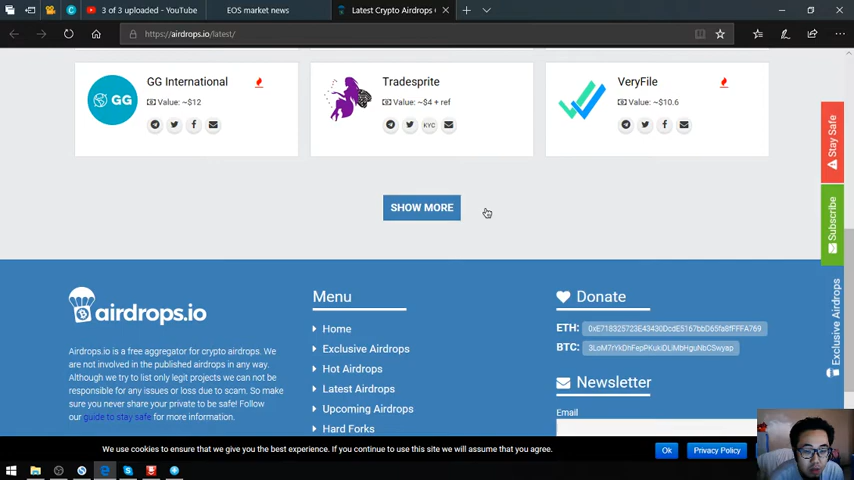 3 of 3 uploaded - YouTube
EOS market news
Latest Crypto Airdrops
https://airdrops.io/latest/
GG International
Value: ~$12
GG
Tradesprite
Value: ~$4 + ref
KYC
VeryFile
Value: ~$10.6
SHOW MORE
Stay Safe
Subscribe
Exclusive Airdrops
airdrops.io
Airdrops.io is a free aggregator for crypto airdrops. We
are not involved in the published airdrops in any way.
Although we try to list only legit projects we can not be
responsible for any issues or loss due to scam. So make
sure you never share your private to be safe! Follow
our guide to stay safe for more information.
Menu
Home
Exclusive Airdrops
Hot Airdrops
Latest Airdrops
Upcoming Airdrops
Hard Forks
Donate
ETH:
BTC:
Newsletter
Email
We use cookies to ensure that we give you the best experience. If you continue to use this site we will assume that you agree.
Ok
Privacy Policy